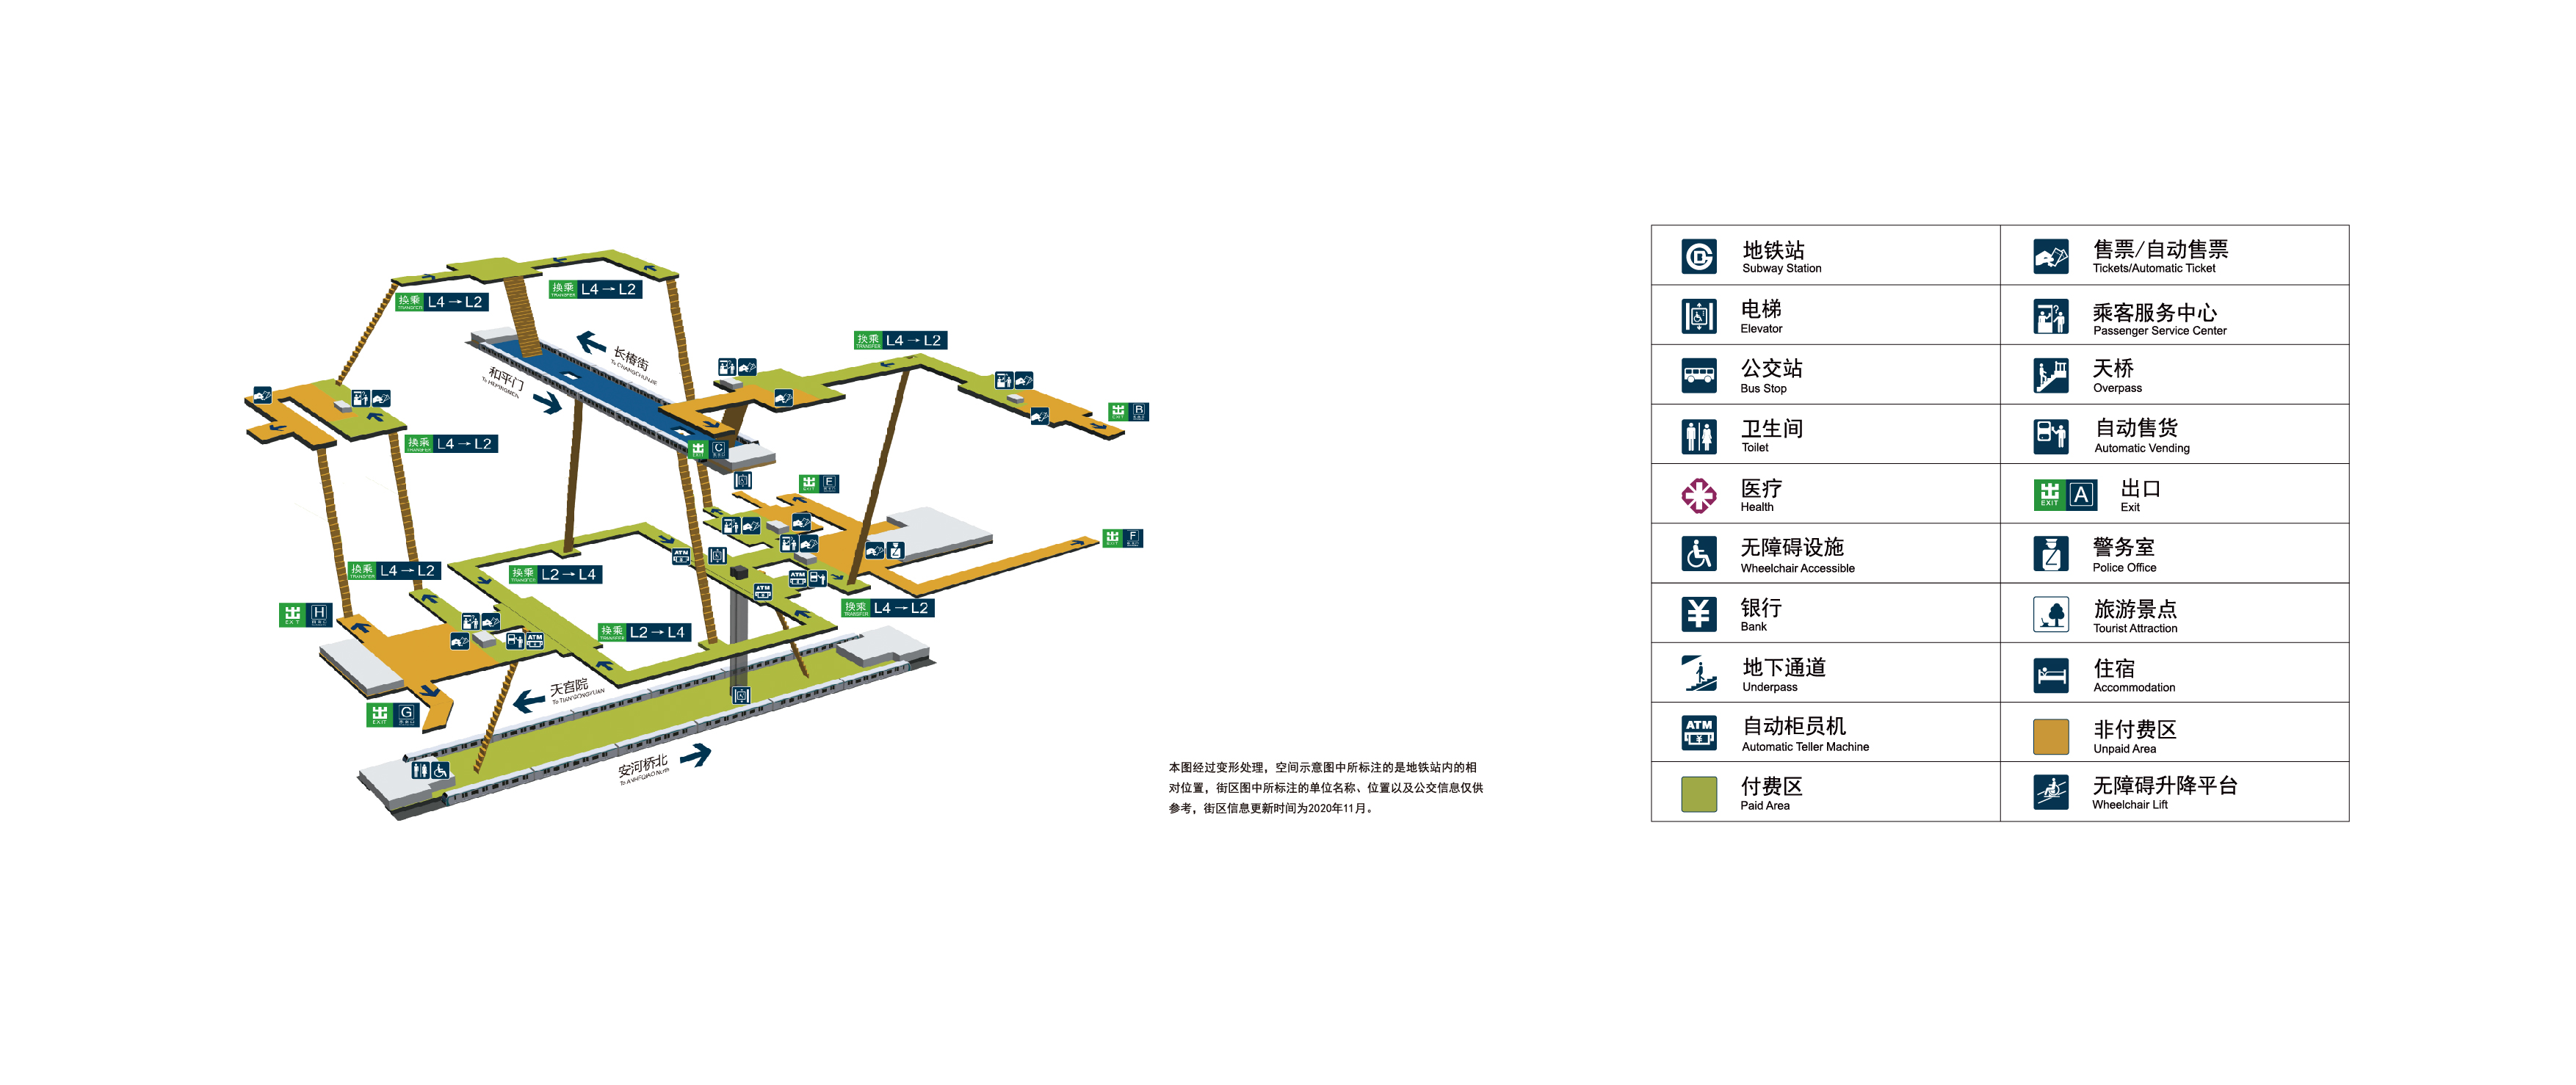 换乘 TRANSFER L4→L2
换乘 TRANSFER L4→L2
长椿街
To CHANGCHUNJIE
和平门
To HEPINGMEN
换乘 TRANSFER L4→L2
出 EXIT B
换乘 TRANSFER L4→L2
出 EXIT C
出 EXIT E
出 EXIT F
ATM
换乘 TRANSFER L4→L2
换乘 TRANSFER L2→L4
ATM
ATM
换乘 TRANSFER L4→L2
出 EXIT H
换乘 TRANSFER L2→L4
ATM
天宫院
To TIANGONGYUAN
出 EXIT G
安河桥北
To ANHEQIAO North
本图经过变形处理，空间示意图中所标注的是地铁站内的相
对位置，街区图中所标注的单位名称、位置以及公交信息仅供
参考，街区信息更新时间为2020年11月。
地铁站
Subway Station
售票/自动售票
Tickets/Automatic Ticket
电梯
Elevator
乘客服务中心
Passenger Service Center
公交站
Bus Stop
天桥
Overpass
卫生间
Toilet
自动售货
Automatic Vending
医疗
Health
出 EXIT A
出口
Exit
无障碍设施
Wheelchair Accessible
警务室
Police Office
¥
银行
Bank
旅游景点
Tourist Attraction
地下通道
Underpass
住宿
Accommodation
ATM
¥
自动柜员机
Automatic Teller Machine
非付费区
Unpaid Area
付费区
Paid Area
无障碍升降平台
Wheelchair Lift